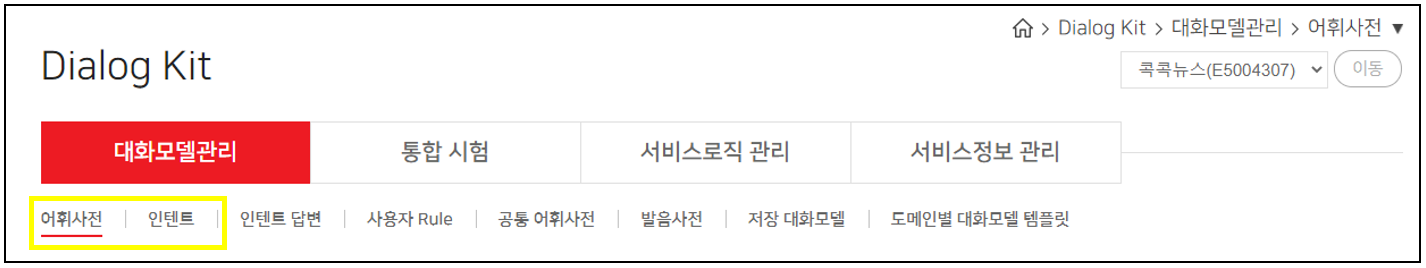 > Dialog Kit > 대화모델관리 > 어휘사전 ▼
Dialog Kit
콕콕뉴스(E5004307) 이동
대화모델관리 통합 시험 서비스로직 관리 서비스정보 관리
어휘사전 | 인텐트 | 인텐트 답변 | 사용자 Rule | 공통 어휘사전 | 발음사전 | 저장 대화모델 | 도메인별 대화모델 템플릿